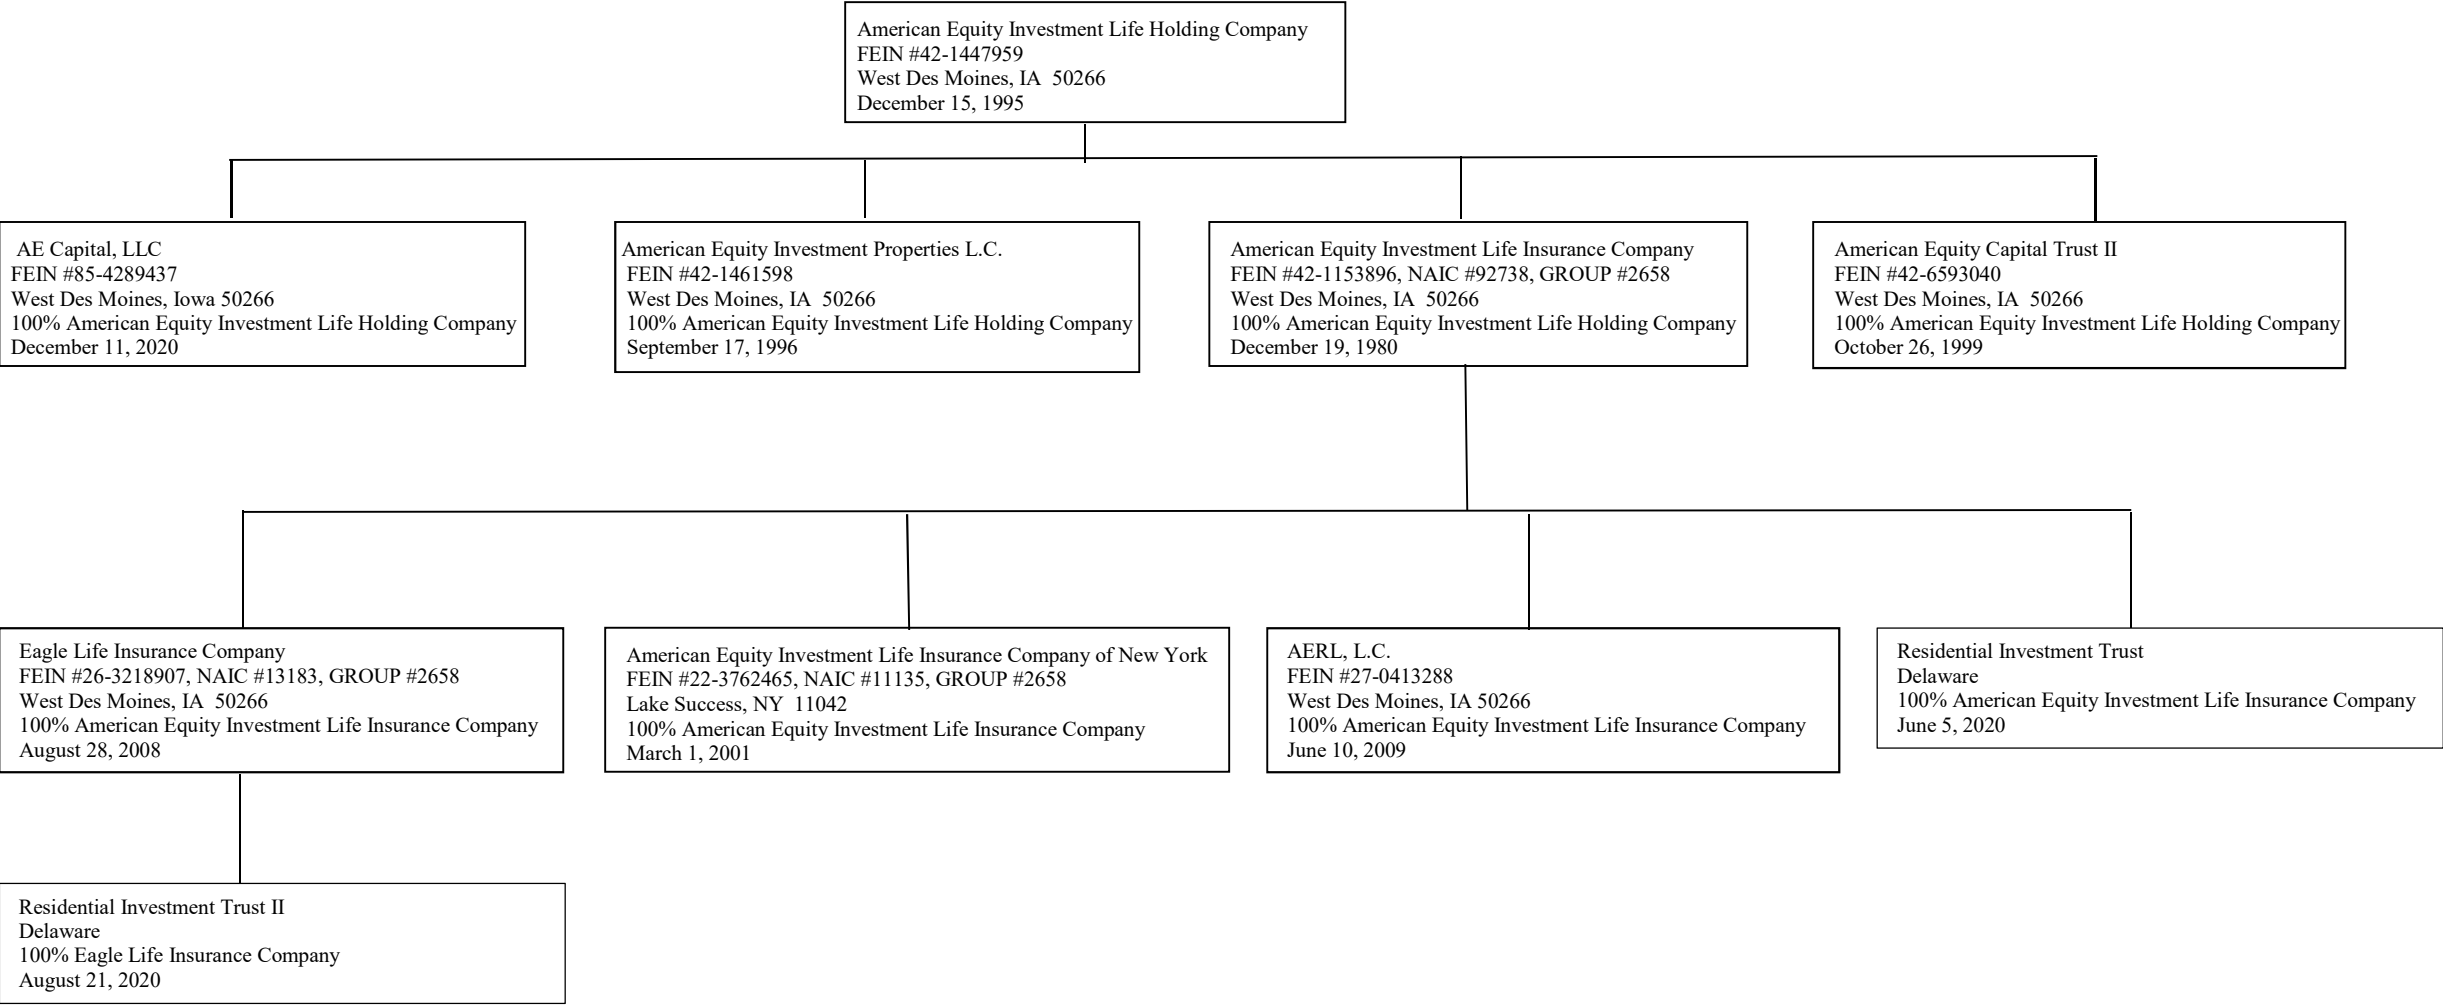 American Equity Investment Life Holding Company
FEIN #42-1447959
West Des Moines, IA  50266
December 15, 1995
AE Capital, LLC
FEIN #85-4289437
West Des Moines, Iowa 50266
100% American Equity Investment Life Holding Company
December 11, 2020
American Equity Investment Properties L.C.
FEIN #42-1461598
West Des Moines, IA  50266
100% American Equity Investment Life Holding Company
September 17, 1996
American Equity Investment Life Insurance Company
FEIN #42-1153896, NAIC #92738, GROUP #2658
West Des Moines, IA  50266
100% American Equity Investment Life Holding Company
December 19, 1980
American Equity Capital Trust II
FEIN #42-6593040
West Des Moines, IA  50266
100% American Equity Investment Life Holding Company
October 26, 1999
Eagle Life Insurance Company
FEIN #26-3218907, NAIC #13183, GROUP #2658
West Des Moines, IA  50266
100% American Equity Investment Life Insurance Company
August 28, 2008
American Equity Investment Life Insurance Company of New York
FEIN #22-3762465, NAIC #11135, GROUP #2658
Lake Success, NY  11042
100% American Equity Investment Life Insurance Company
March 1, 2001
AERL, L.C.
FEIN #27-0413288
West Des Moines, IA 50266
100% American Equity Investment Life Insurance Company
June 10, 2009
Residential Investment Trust
Delaware
100% American Equity Investment Life Insurance Company
June 5, 2020
Residential Investment Trust II
Delaware
100% Eagle Life Insurance Company
August 21, 2020